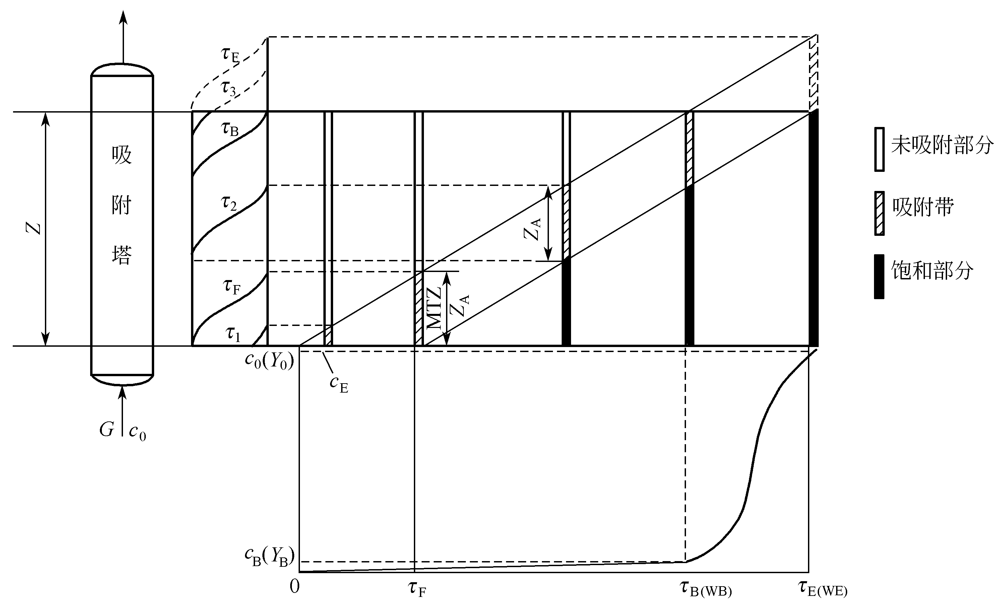 τE
τ3
τB
τ2
τF
τ1
吸
附
塔
Z
G
c0
c0(Y0)
cE
MTZ
ZA
ZA
cB(YB)
0
τF
τB(WB)
τE(WE)
未吸附部分
吸附带
饱和部分